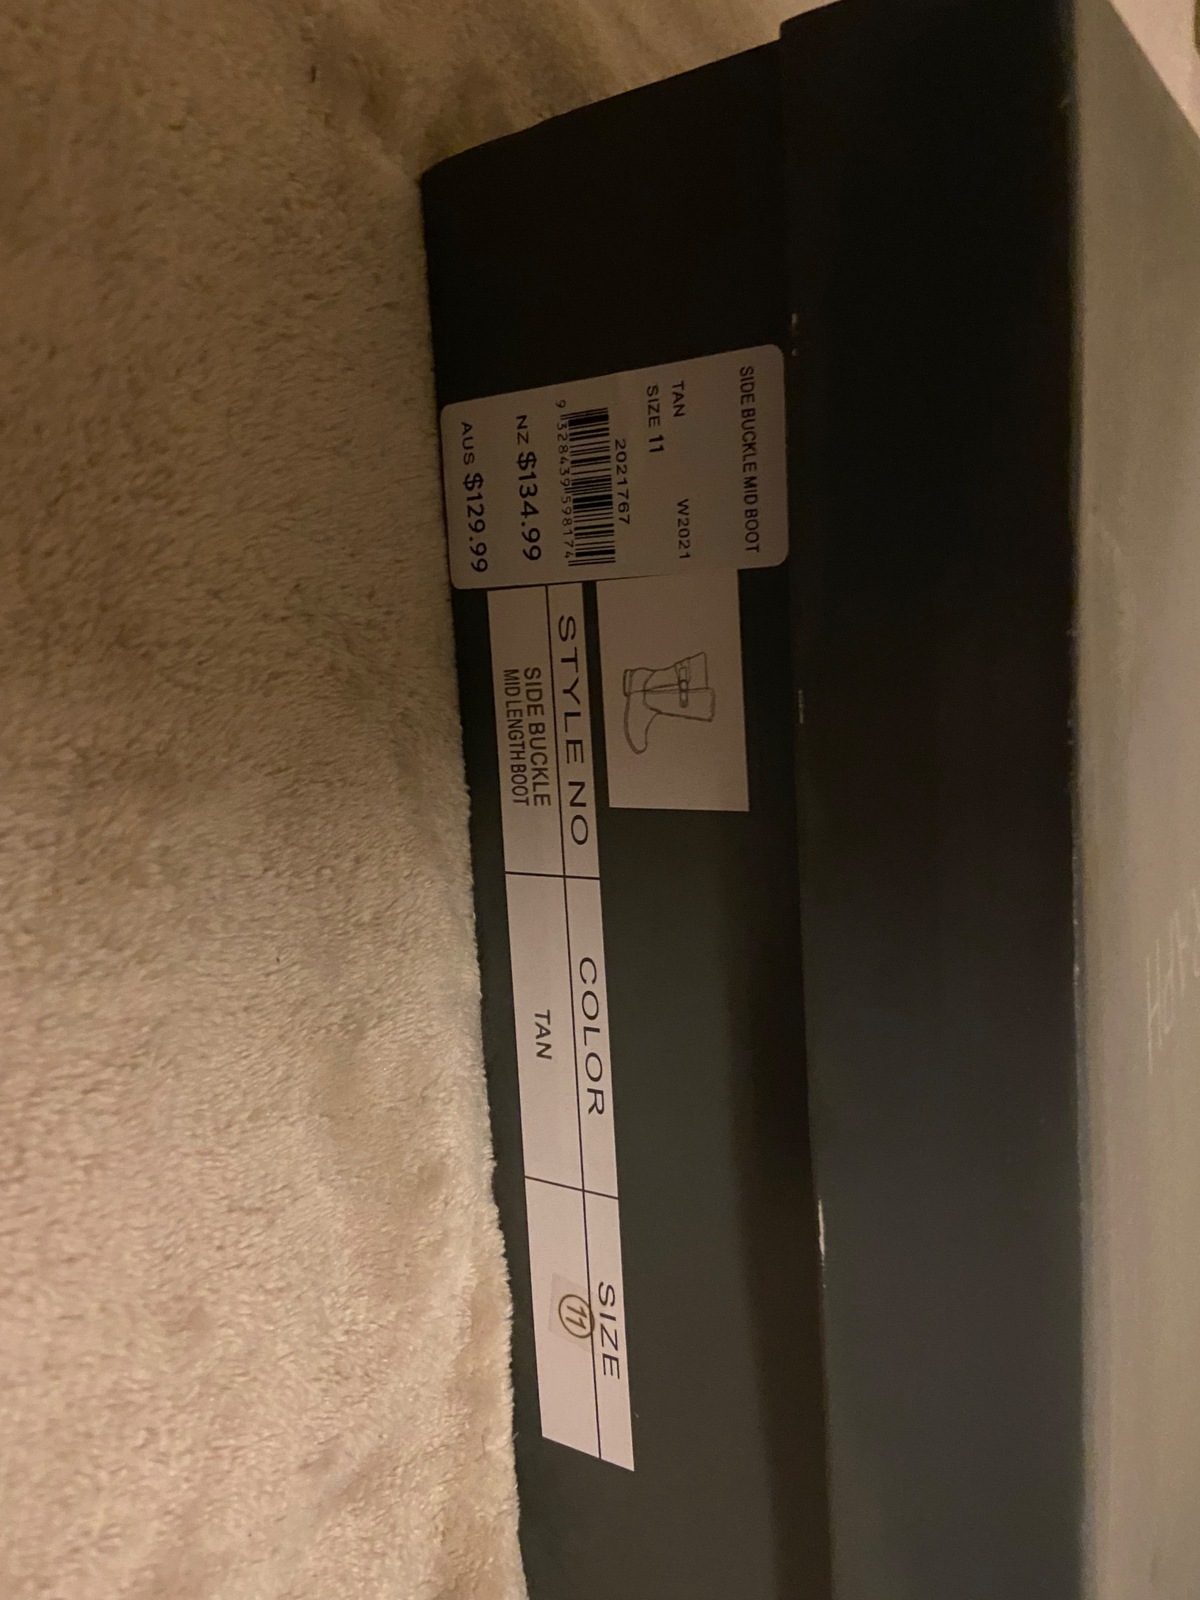 SIDE BUCKLE MID BOOT
TAN W2021
SIZE 11
2021767
9 328439 598174
NZ $134.99
AUS $129.99
STYLE NO COLOR SIZE
SIDE BUCKLE
MID LENGTH BOOT
TAN
11